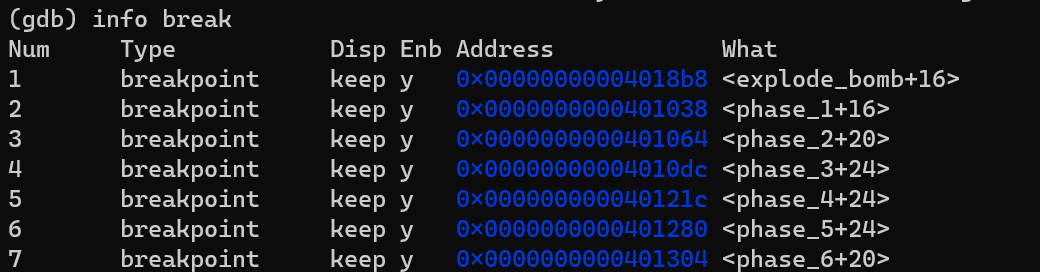 (gdb) info break
Num Type Disp Enb Address What
1 breakpoint keep y 0x00000000004018b8 <explode_bomb+16>
2 breakpoint keep y 0x0000000000401038 <phase_1+16>
3 breakpoint keep y 0x0000000000401064 <phase_2+20>
4 breakpoint keep y 0x00000000004010dc <phase_3+24>
5 breakpoint keep y 0x000000000040121c <phase_4+24>
6 breakpoint keep y 0x0000000000401280 <phase_5+24>
7 breakpoint keep y 0x0000000000401304 <phase_6+20>